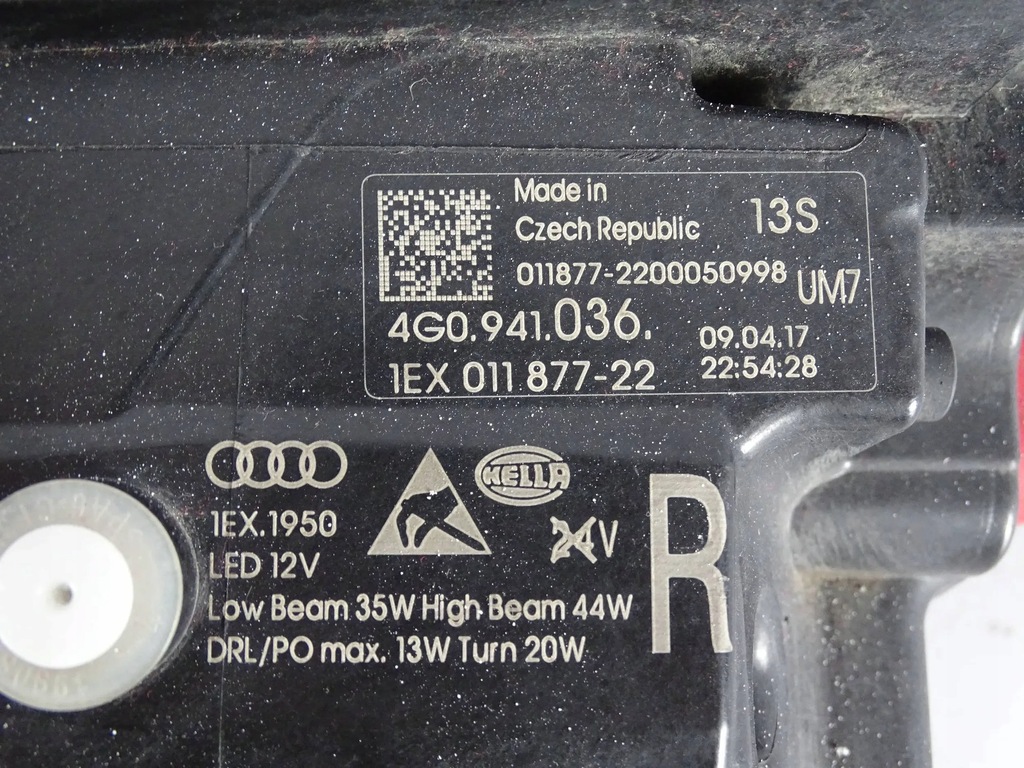 Made in
Czech Republic
13S
011877-2200050998
UM7
4G0.941.036.
09.04.17
1EX 011 877-22
22:54:28
HELLA
1EX.1950
24V
LED 12V
R
Low Beam 35W High Beam 44W
DRL/PO max. 13W Turn 20W